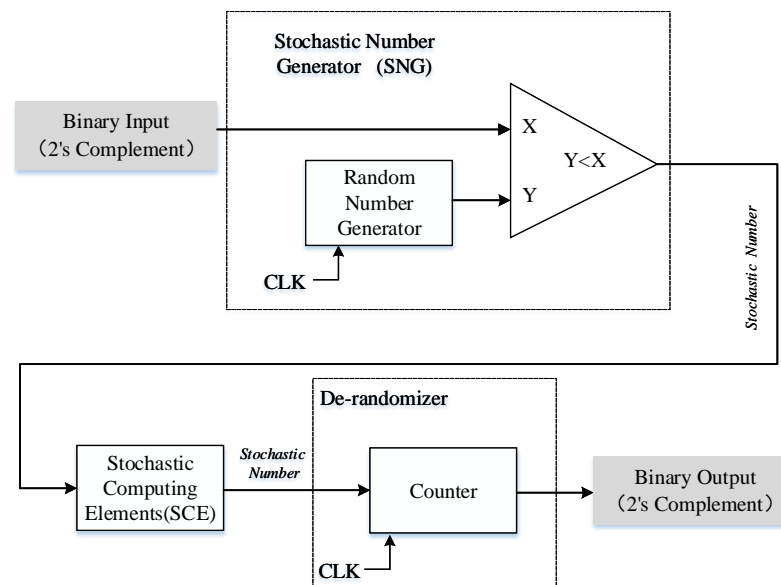 Stochastic Number
Generator (SNG)
Binary Input
（2's Complement）
X
Y<X
Random
Number
Generator
Y
CLK
Stochastic Number
De-randomizer
Stochastic
Computing
Elements(SCE)
Stochastic
Number
Counter
Binary Output
（2's Complement）
CLK